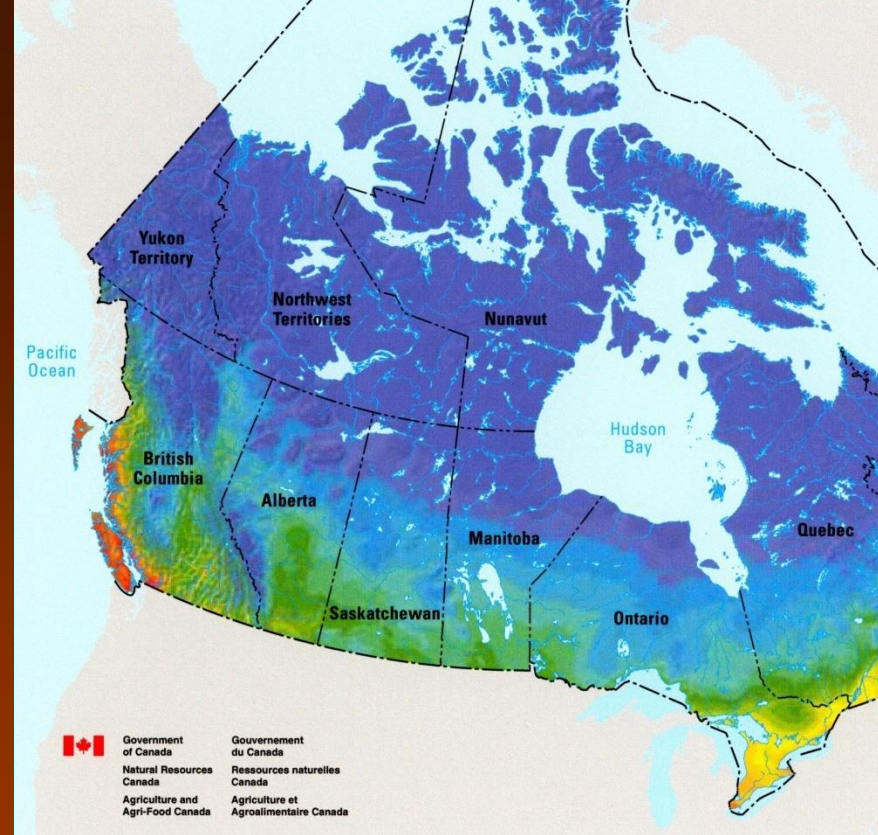 Yukon
Territory
Northwest
Territories
Nunavut
Pacific
Ocean
Hudson
Bay
British
Columbia
Alberta
Manitoba
Quebec
Saskatchewan
Ontario
Government
of Canada
Gouvernement
du Canada
Natural Resources
Canada
Ressources naturelles
Canada
Agriculture and
Agri-Food Canada
Agriculture et
Agroalimentaire Canada